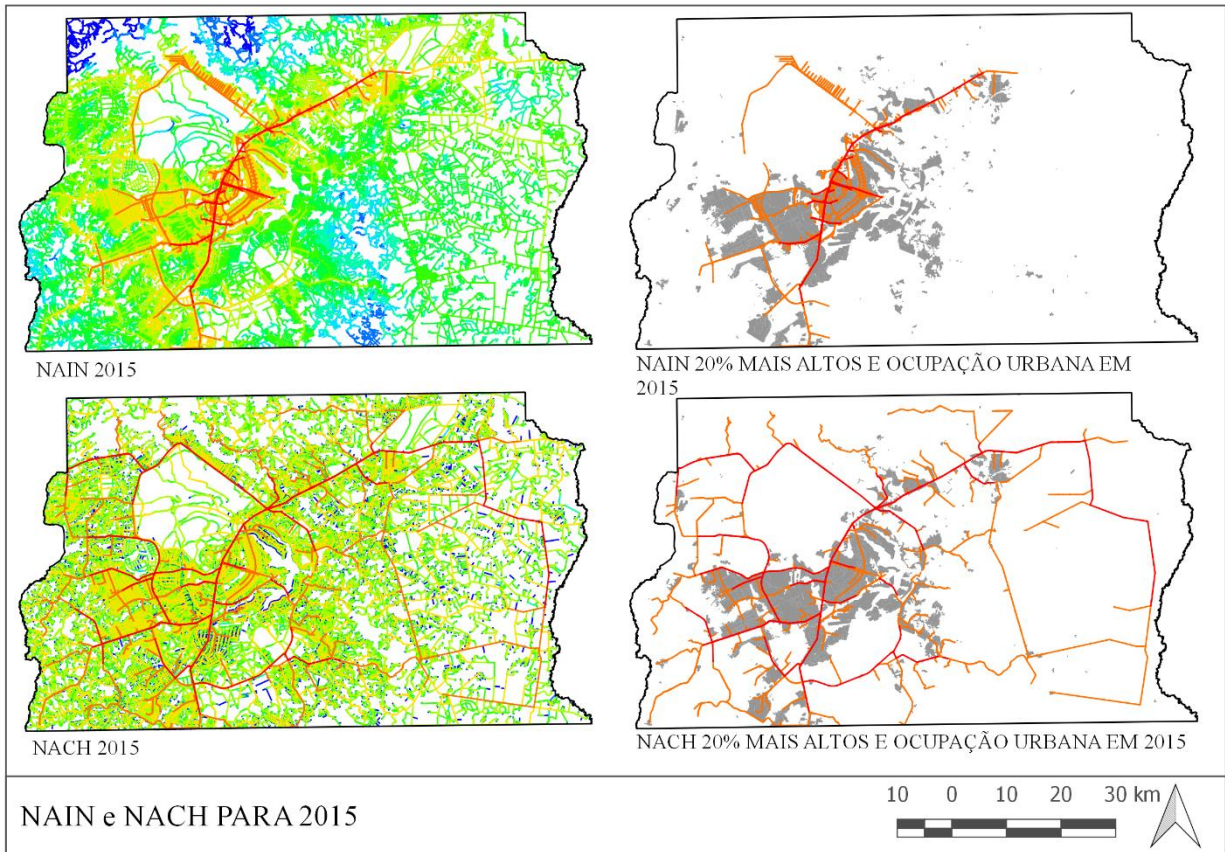 NAIN 2015
NAIN 20% MAIS ALTOS E OCUPAÇÃO URBANA EM
2015
NACH 2015
NACH 20% MAIS ALTOS E OCUPAÇÃO URBANA EM 2015
NAIN e NACH PARA 2015
10 0 10 20 30 km